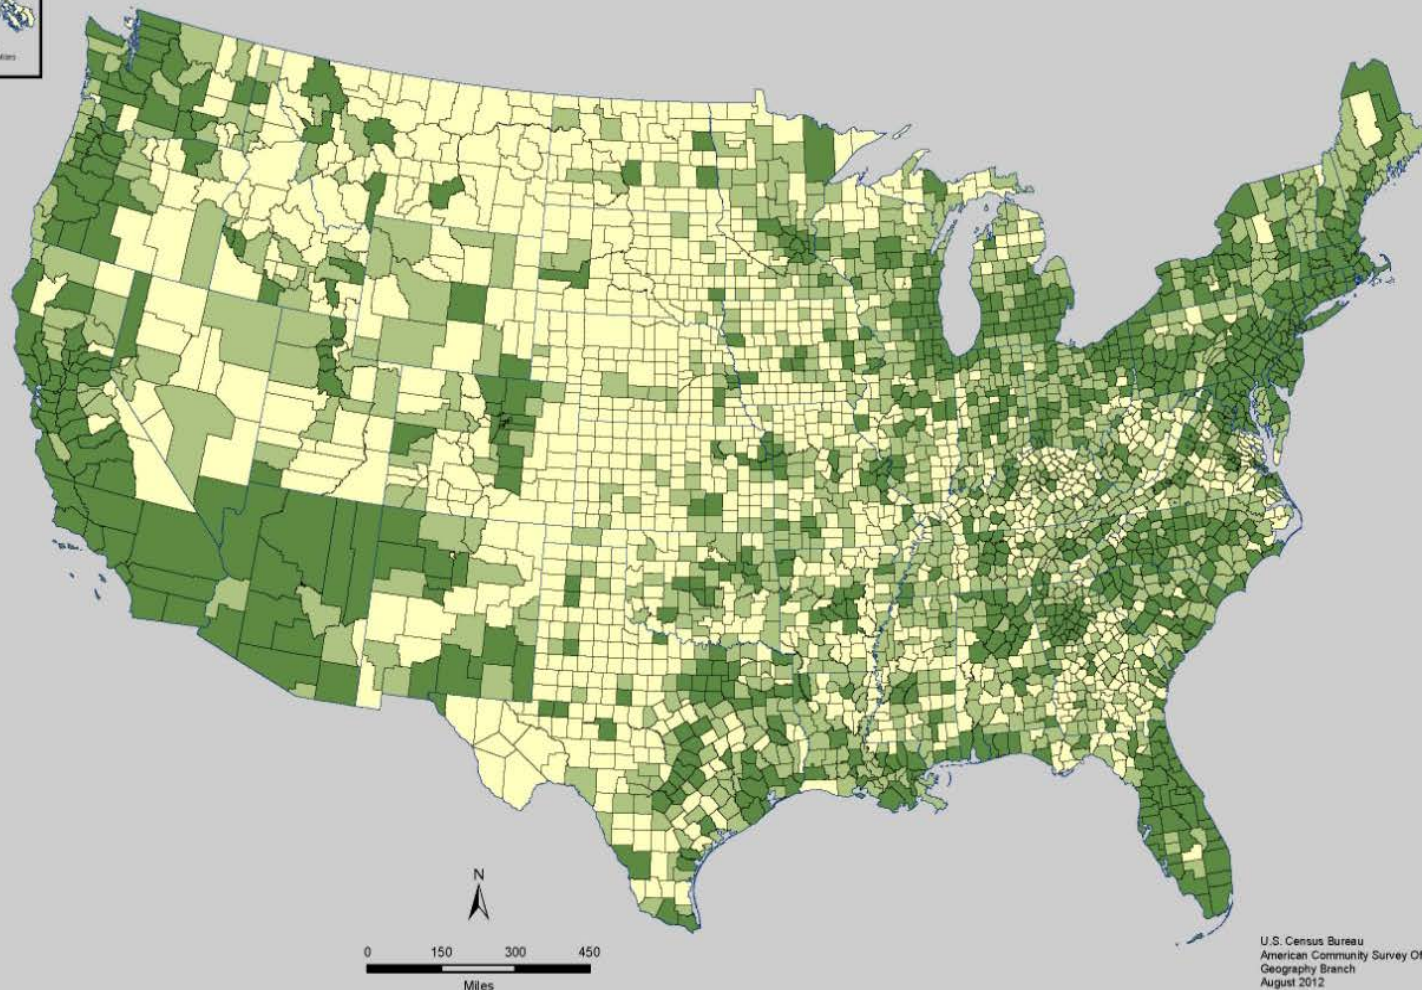 N
0 150 300 450
Miles
U.S. Census Bureau
American Community Survey Of
Geography Branch
August 2012